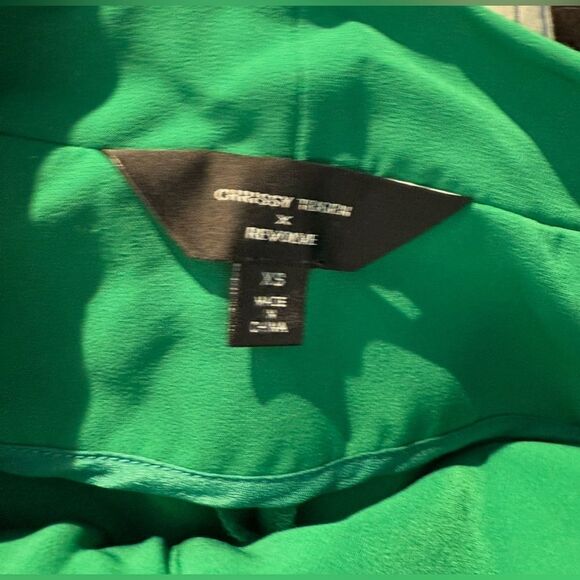 CHRISSY TEIGEN
X
REVOLVE
XS
MADE
IN
CHINA